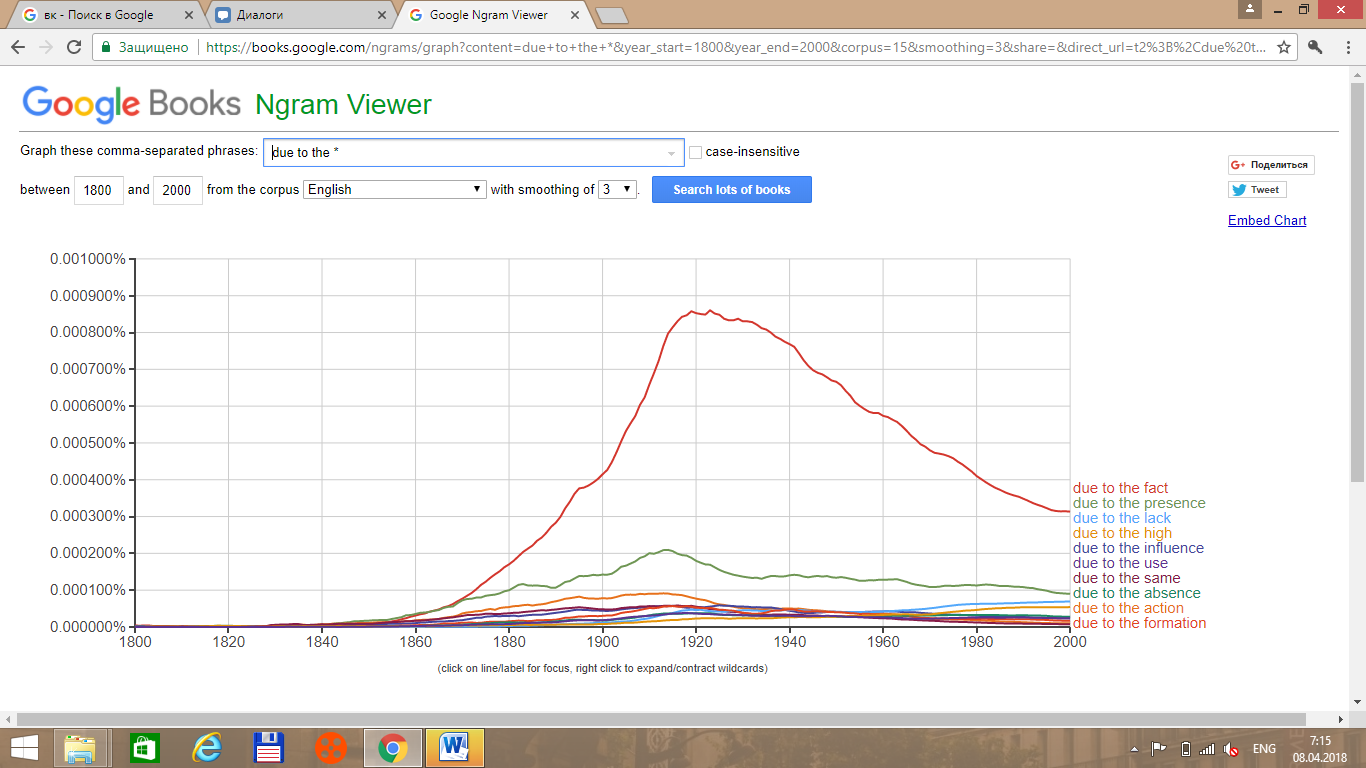 вк - Поиск в Google
Диалоги
Google Ngram Viewer
Защищено https://books.google.com/ngrams/graph?content=due+to+the+*&year_start=1800&year_end=2000&corpus=15&smoothing=3&share=&direct_url=t2%3B%2Cdue%20t...
Google Books Ngram Viewer
Graph these comma-separated phrases: due to the * case-insensitive
between 1800 and 2000 from the corpus English with smoothing of 3 . Search lots of books
G+ Поделиться
Tweet
Embed Chart
0.001000%
0.000900%
0.000800%
0.000700%
0.000600%
0.000500%
0.000400%
0.000300%
0.000200%
0.000100%
0.000000%
due to the fact
due to the presence
due to the lack
due to the high
due to the influence
due to the use
due to the same
due to the absence
due to the action
due to the formation
1800 1820 1840 1860 1880 1900 1920 1940 1960 1980 2000
(click on line/label for focus, right click to expand/contract wildcards)
ENG
7:15
08.04.2018